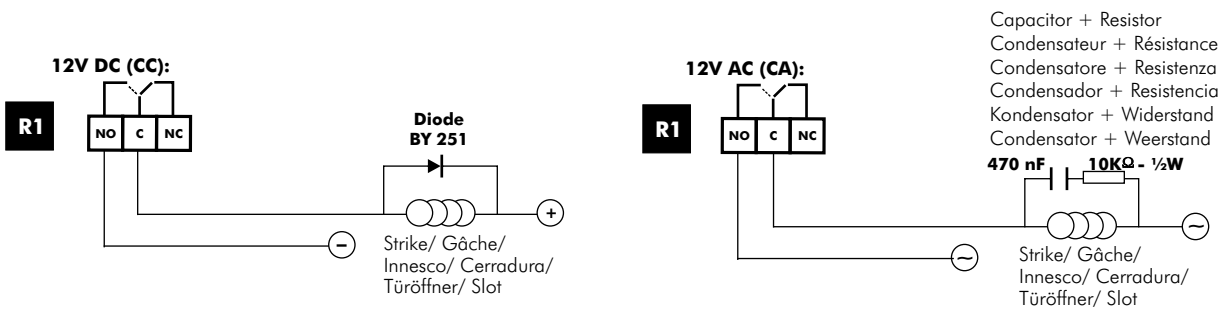 12V DC (CC):
R1
NO C NC
Diode
BY 251
+
−
Strike/ Gâche/
Innesco/ Cerradura/
Türöffner/ Slot
Capacitor + Resistor
Condensateur + Résistance
Condensatore + Resistenza
Condensador + Resistencia
Kondensator + Widerstand
Condensator + Weerstand
12V AC (CA):
R1
NO C NC
470 nF 10KΩ - ½W
~
~
Strike/ Gâche/
Innesco/ Cerradura/
Türöffner/ Slot